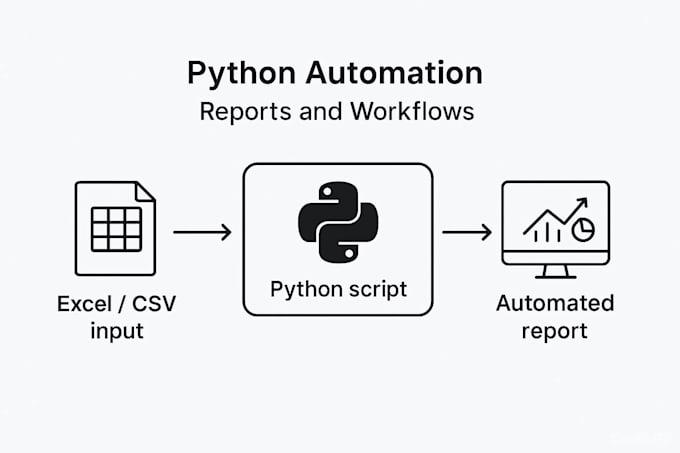 Python Automation
Reports and Workflows
Excel / CSV
input
Python script
Automated
report